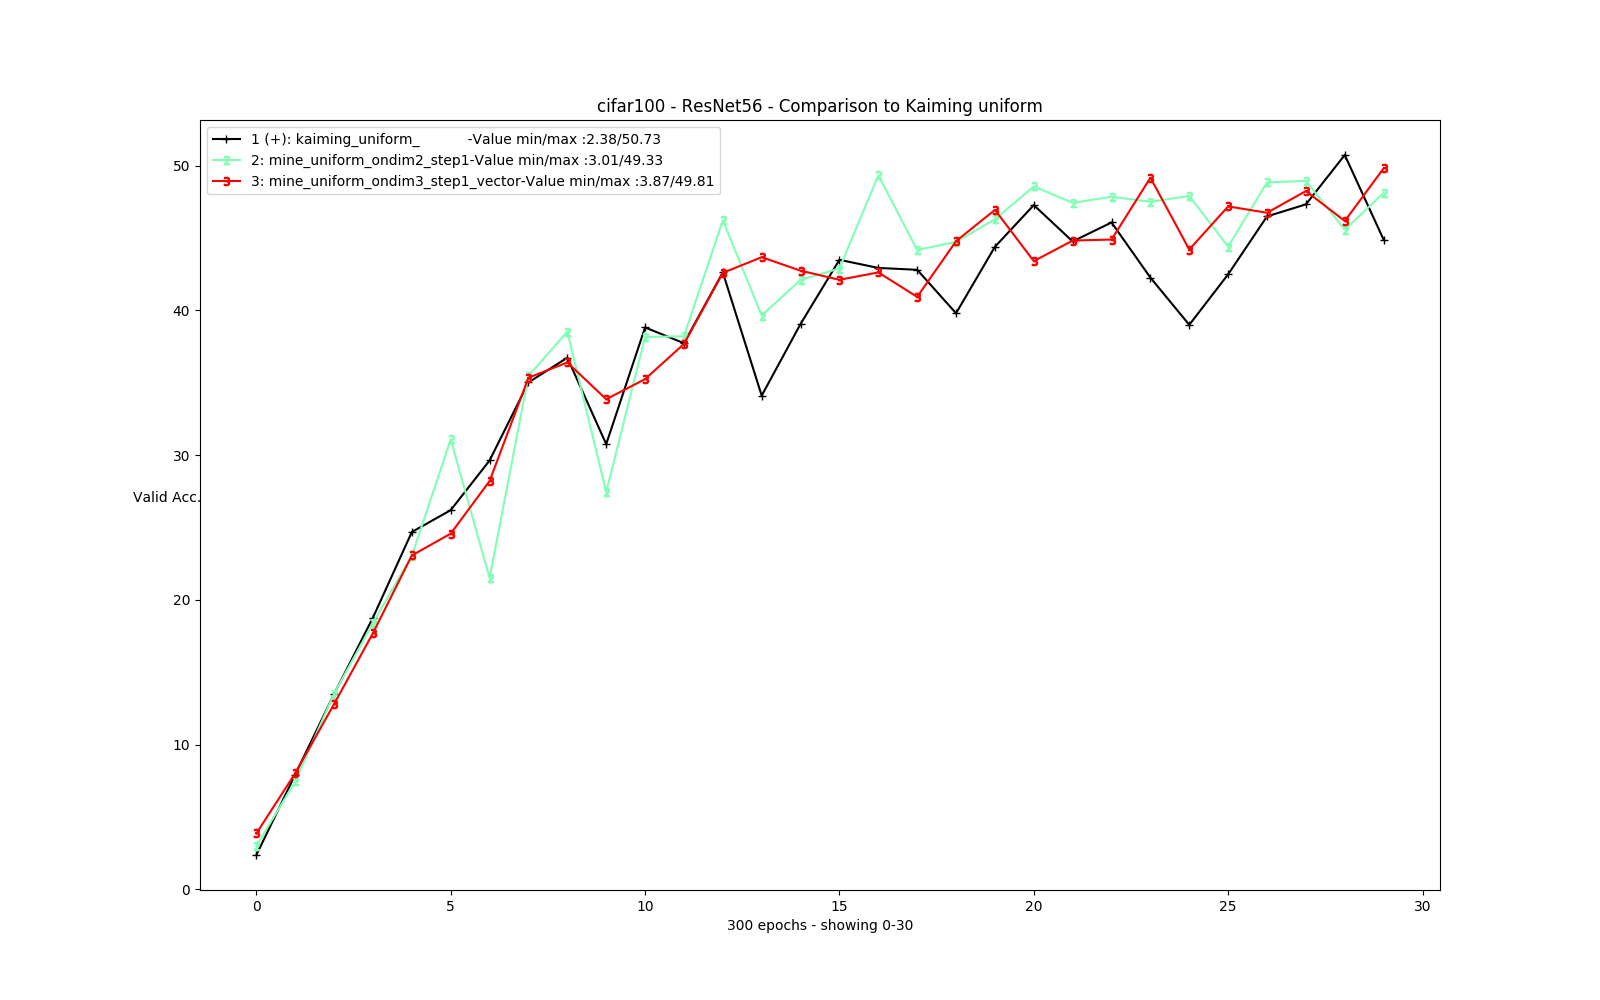 cifar100 - ResNet56 - Comparison to Kaiming uniform
1 (+): kaiming_uniform_ -Value min/max :2.38/50.73
2: mine_uniform_ondim2_step1-Value min/max :3.01/49.33
3: mine_uniform_ondim3_step1_vector-Value min/max :3.87/49.81
50
40
30
Valid Acc.
20
10
0
0 5 10 15 20 25 30
300 epochs - showing 0-30